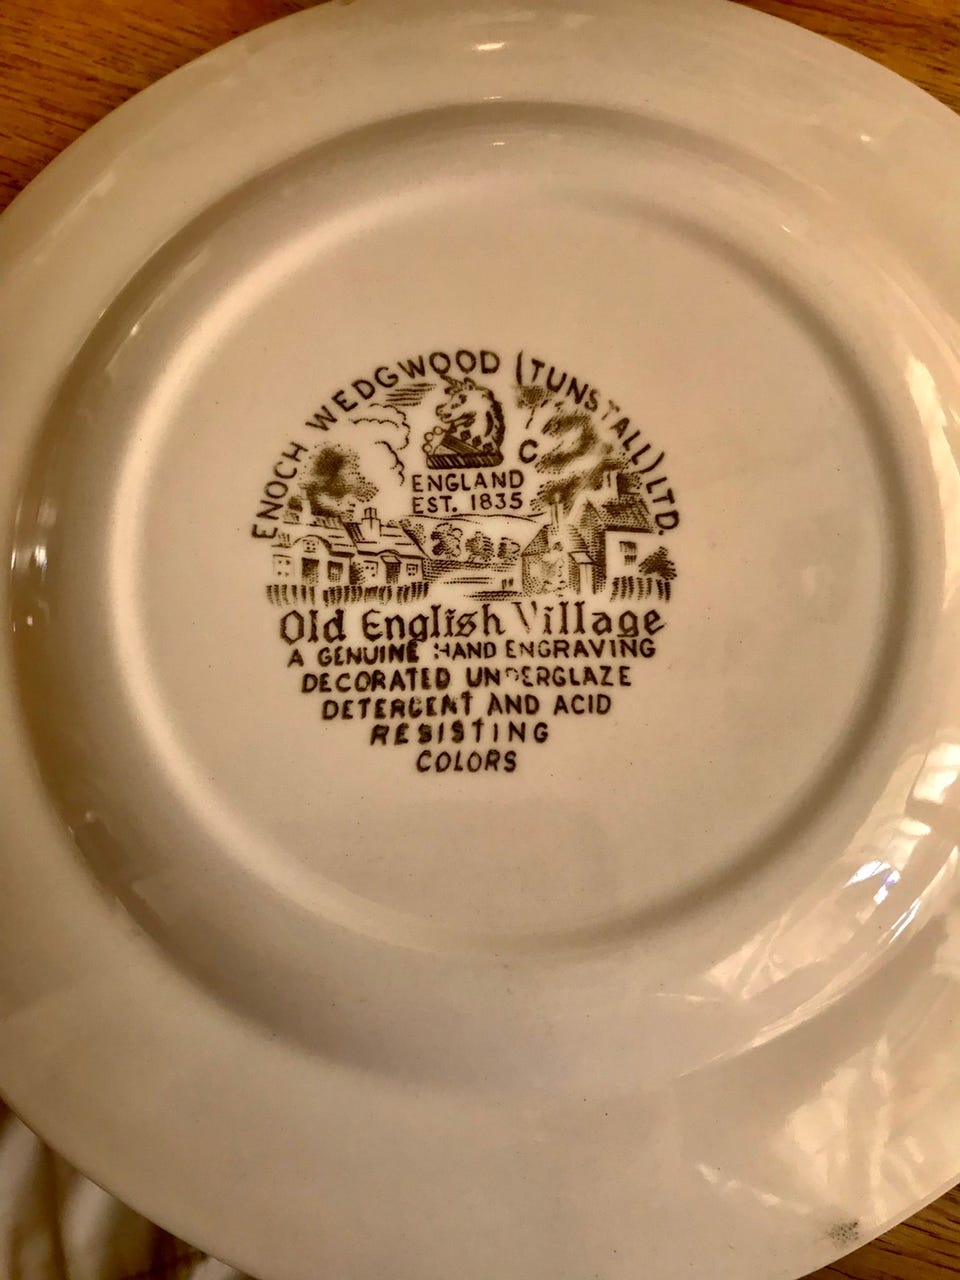 ENOCH WEDGWOOD (TUNSTALL) LTD.
C
ENGLAND
EST. 1835
Old English Village
A GENUINE HAND ENGRAVING
DECORATED UNDERGLAZE
DETERGENT AND ACID
RESISTING
COLORS